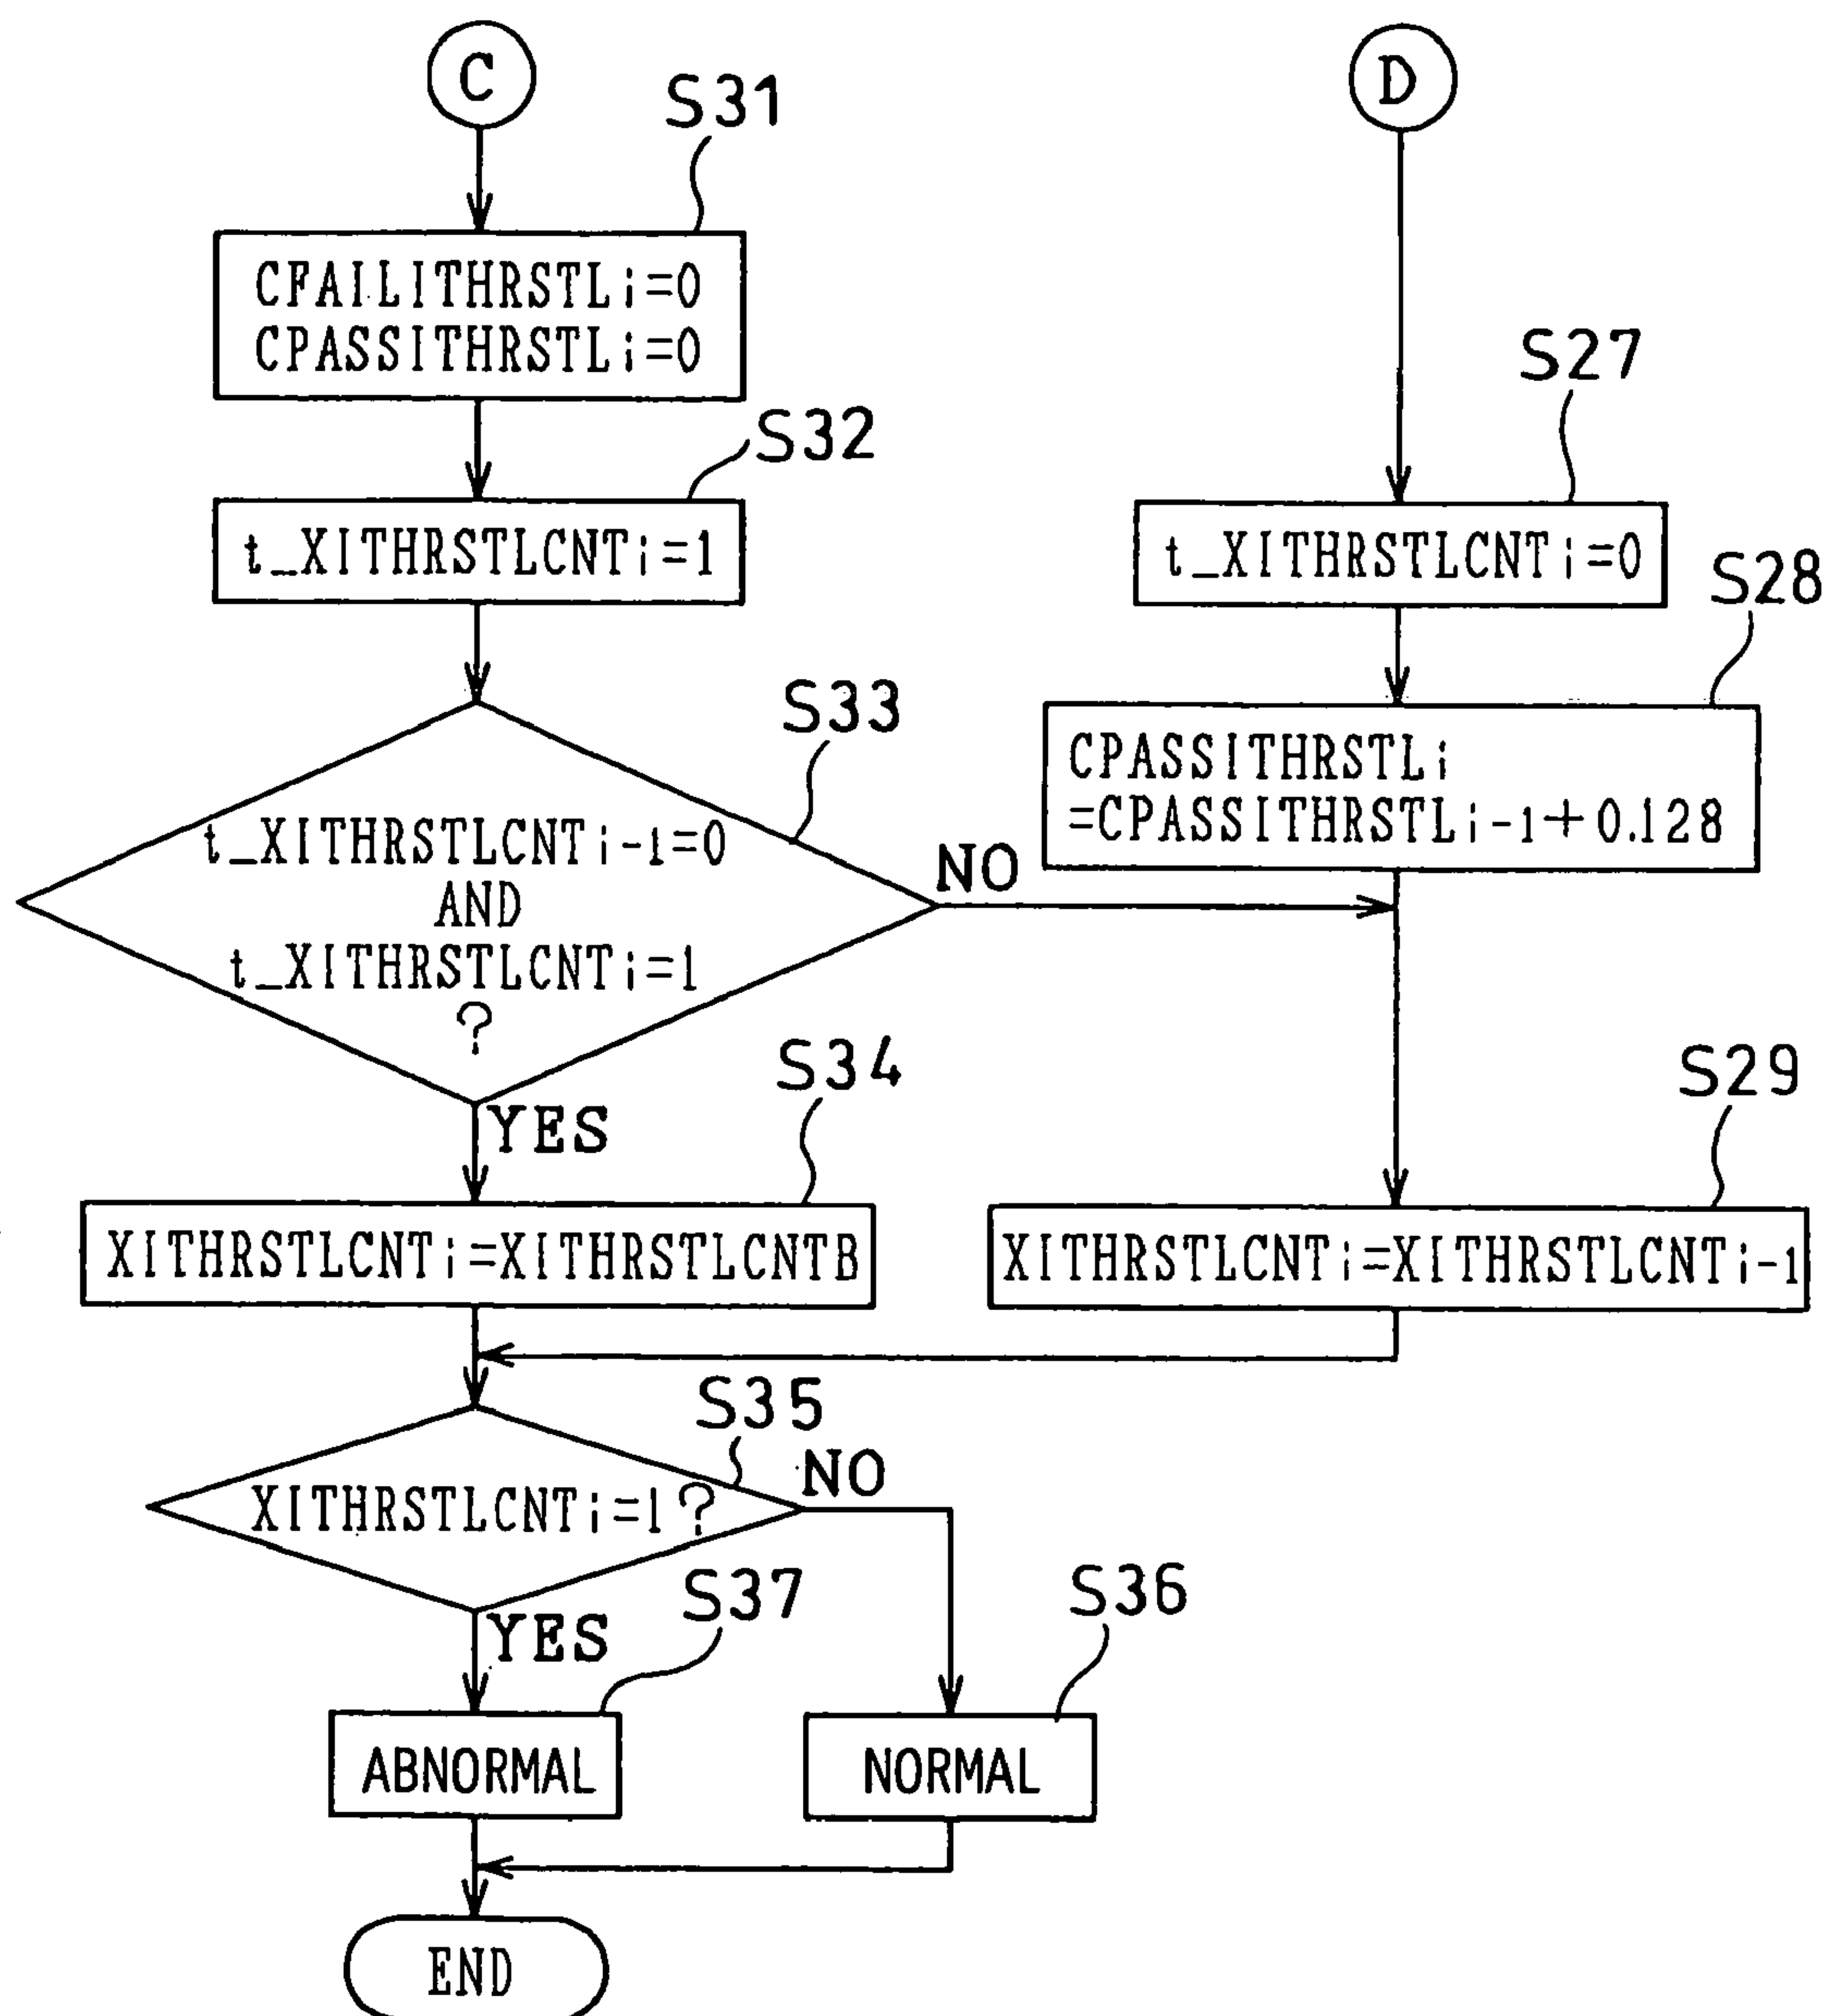 C
S31
CFAILITHRSTLi=0
CPASSITHRSTLi=0
S32
t_XITHRSTLCNTi=1
S33
t_XITHRSTLCNTi-1=0
AND
t_XITHRSTLCNTi=1
?
NO
YES
S34
XITHRSTLCNTi=XITHRSTLCNTB
D
S27
t_XITHRSTLCNTi=0
S28
CPASSITHRSTLi
=CPASSITHRSTLi-1+0.128
S29
XITHRSTLCNTi=XITHRSTLCNTi-1
S35
XITHRSTLCNTi=1?
NO
YES
S37
ABNORMAL
S36
NORMAL
END